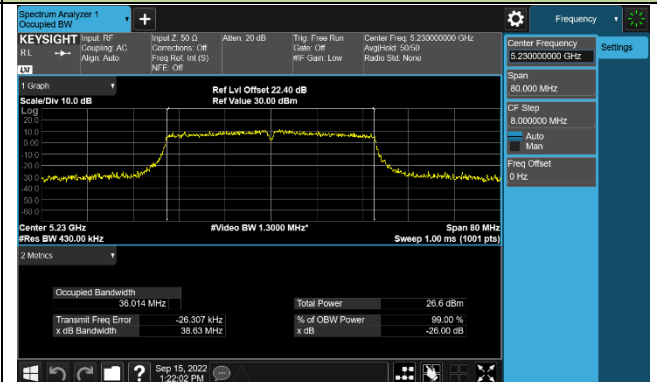 Spectrum Analyzer 1
Occupied BW
+
Frequency
KEYSIGHT
RL
LXI
Input: RF
Coupling: AC
Align: Auto
Input Z: 50 Ω
Corrections: Off
Freq Ref: Int (S)
NFE: Off
Atten: 20 dB
Trig: Free Run
Gate: Off
#IF Gain: Low
Center Freq: 5.230000000 GHz
Avg|Hold: 50/50
Radio Std: None
Center Frequency
5.230000000 GHz
Settings
Span
80.000 MHz
CF Step
8.000000 MHz
Auto
Man
Freq Offset
0 Hz
1 Graph
Scale/Div 10.0 dB
Ref Lvl Offset 22.40 dB
Ref Value 30.00 dBm
Log
20.0
10.0
0.00
-10.0
-20.0
-30.0
-40.0
-50.0
-60.0
Center 5.23 GHz
#Video BW 1.3000 MHz*
Span 80 MHz
#Res BW 430.00 kHz
Sweep 1.00 ms (1001 pts)
2 Metrics
Occupied Bandwidth
36.014 MHz
Total Power 26.6 dBm
Transmit Freq Error -26.307 kHz
% of OBW Power 99.00 %
x dB Bandwidth 38.63 MHz
x dB -26.00 dB
?
Sep 15, 2022
1:22:02 PM